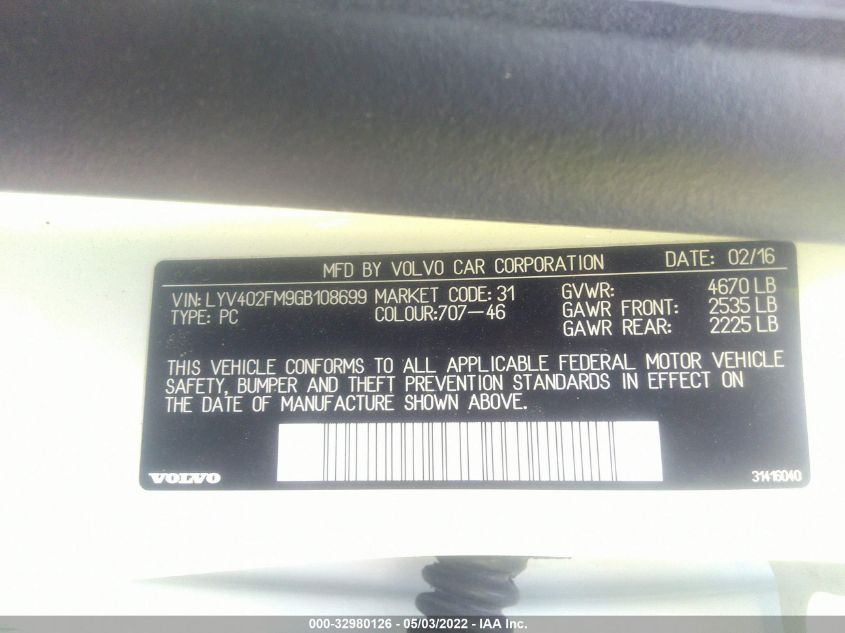 MFD BY VOLVO CAR CORPORATION DATE: 02/16
VIN: LYV402FM9GB108699 MARKET CODE: 31 GVWR: 4670 LB
TYPE: PC COLOUR:707-46 GAWR FRONT: 2535 LB
GAWR REAR: 2225 LB
THIS VEHICLE CONFORMS TO ALL APPLICABLE FEDERAL MOTOR VEHICLE
SAFETY, BUMPER AND THEFT PREVENTION STANDARDS IN EFFECT ON
THE DATE OF MANUFACTURE SHOWN ABOVE.
VOLVO 31416040
000-32980126 - 05/03/2022 - IAA Inc.